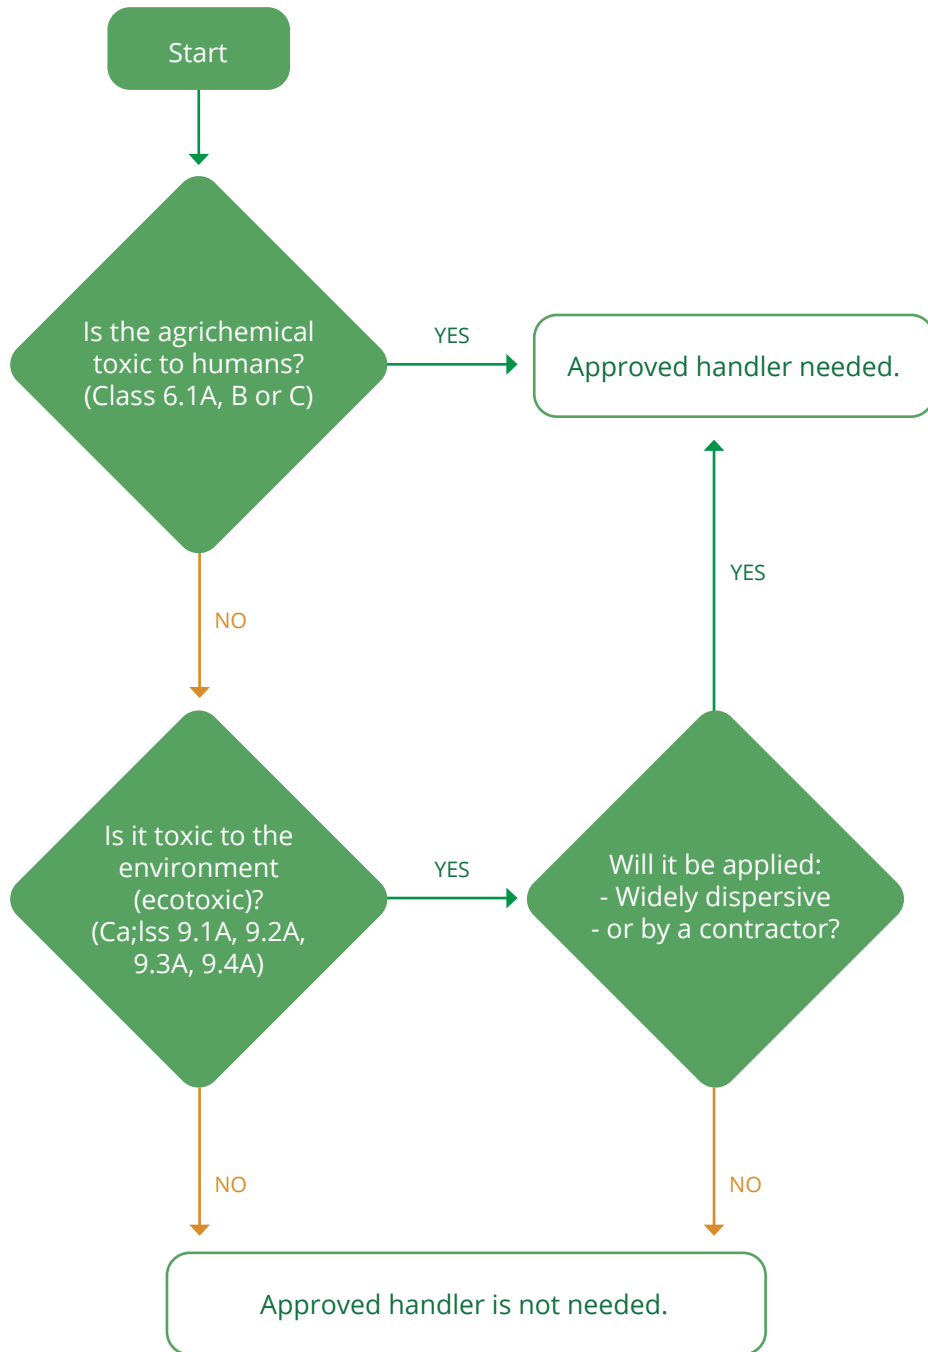 Start
Is the agrichemical
toxic to humans?
(Class 6.1A, B or C)
YES
Approved handler needed.
YES
NO
Is it toxic to the
environment
(ecotoxic)?
(Ca;lss 9.1A, 9.2A,
9.3A, 9.4A)
YES
Will it be applied:
- Widely dispersive
- or by a contractor?
NO
NO
Approved handler is not needed.